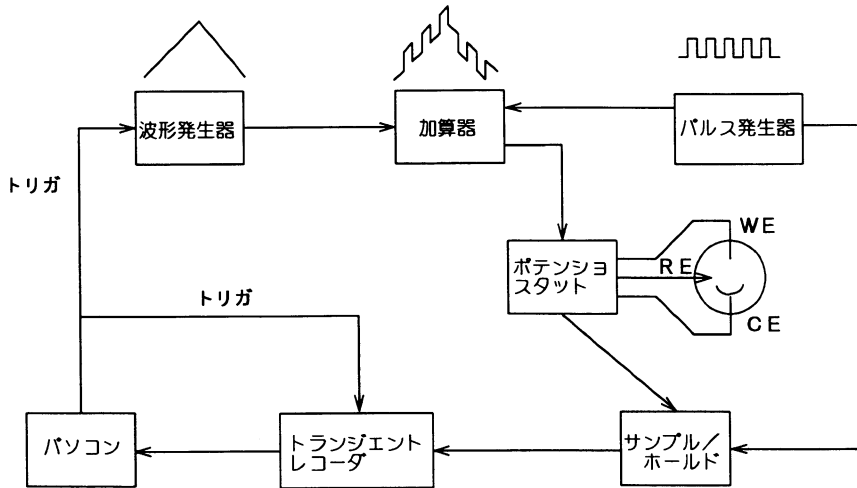 波形発生器
加算器
パルス発生器
トリガ
WE
ポテンショ
スタット
RE
トリガ
CE
パソコン
トランジェント
レコーダ
サンプル/
ホールド